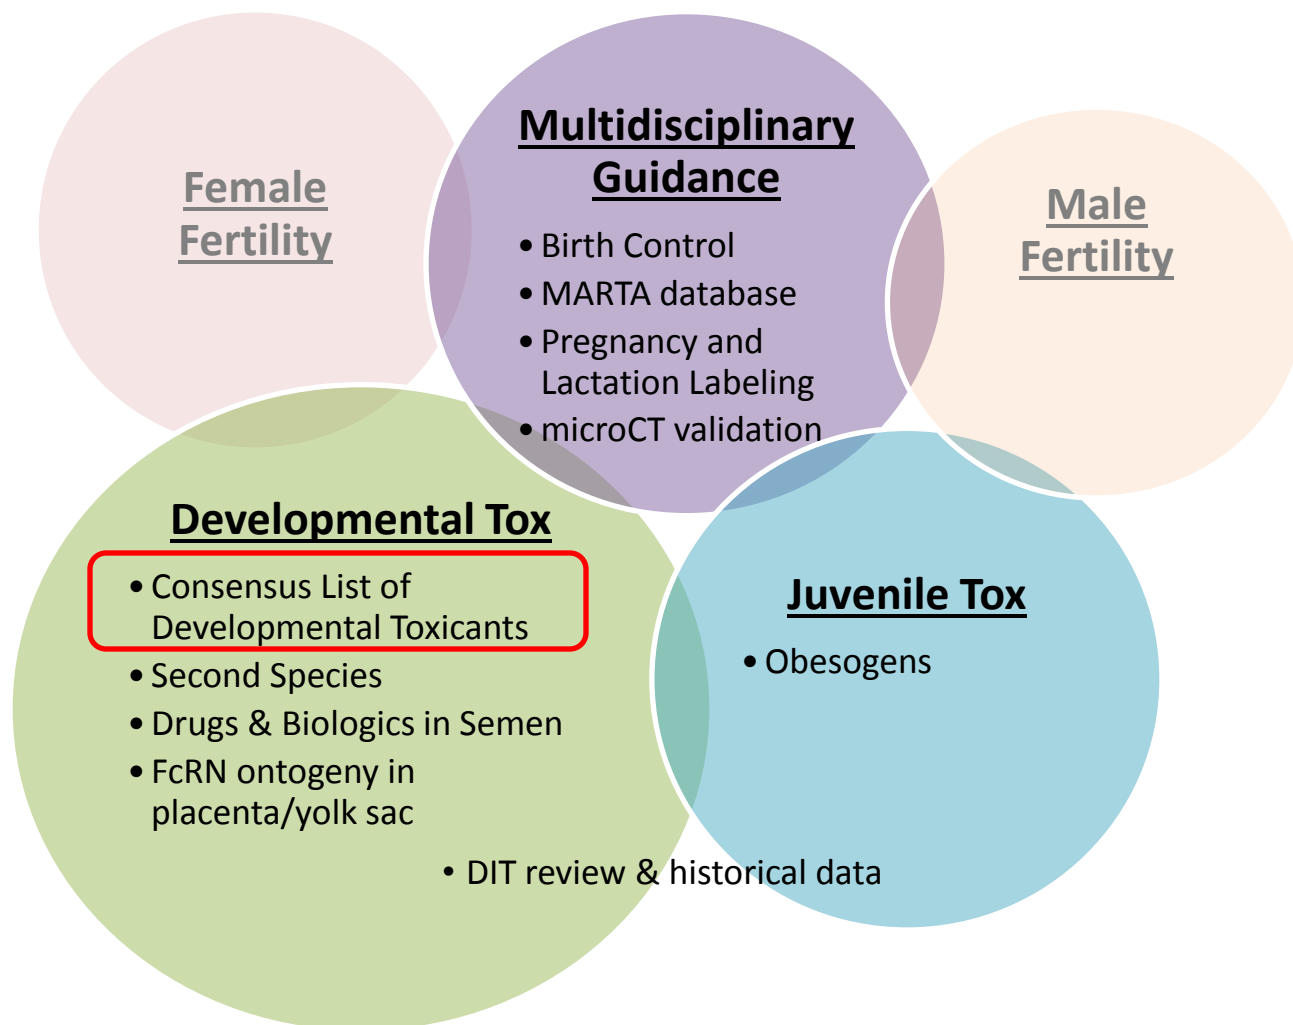 Female
Fertility
Multidisciplinary
Guidance
• Birth Control
• MARTA database
• Pregnancy and
Lactation Labeling
• microCT validation
Male
Fertility
Developmental Tox
• Consensus List of
Developmental Toxicants
• Second Species
• Drugs & Biologics in Semen
• FcRN ontogeny in
placenta/yolk sac
Juvenile Tox
• Obesogens
• DIT review & historical data